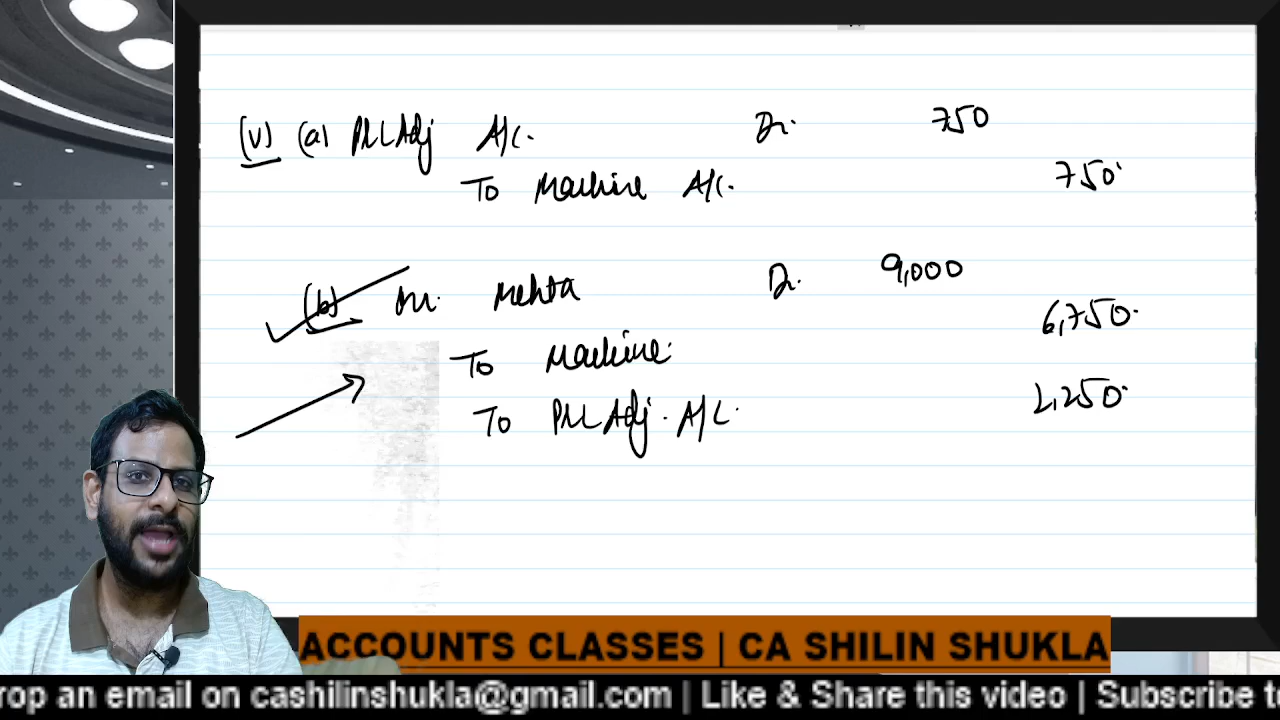 (v) (a) P&L Adj A/c. Dr. 750
To Machine A/c. 750
(b) Mr. Mehta Dr. 9,000
To Machine 6,750
To P&L Adj. A/c. 2,250
ACCOUNTS CLASSES | CA SHILIN SHUKLA
rop an email on cashilinshukla@gmail.com | Like & Share this video | Subscribe t